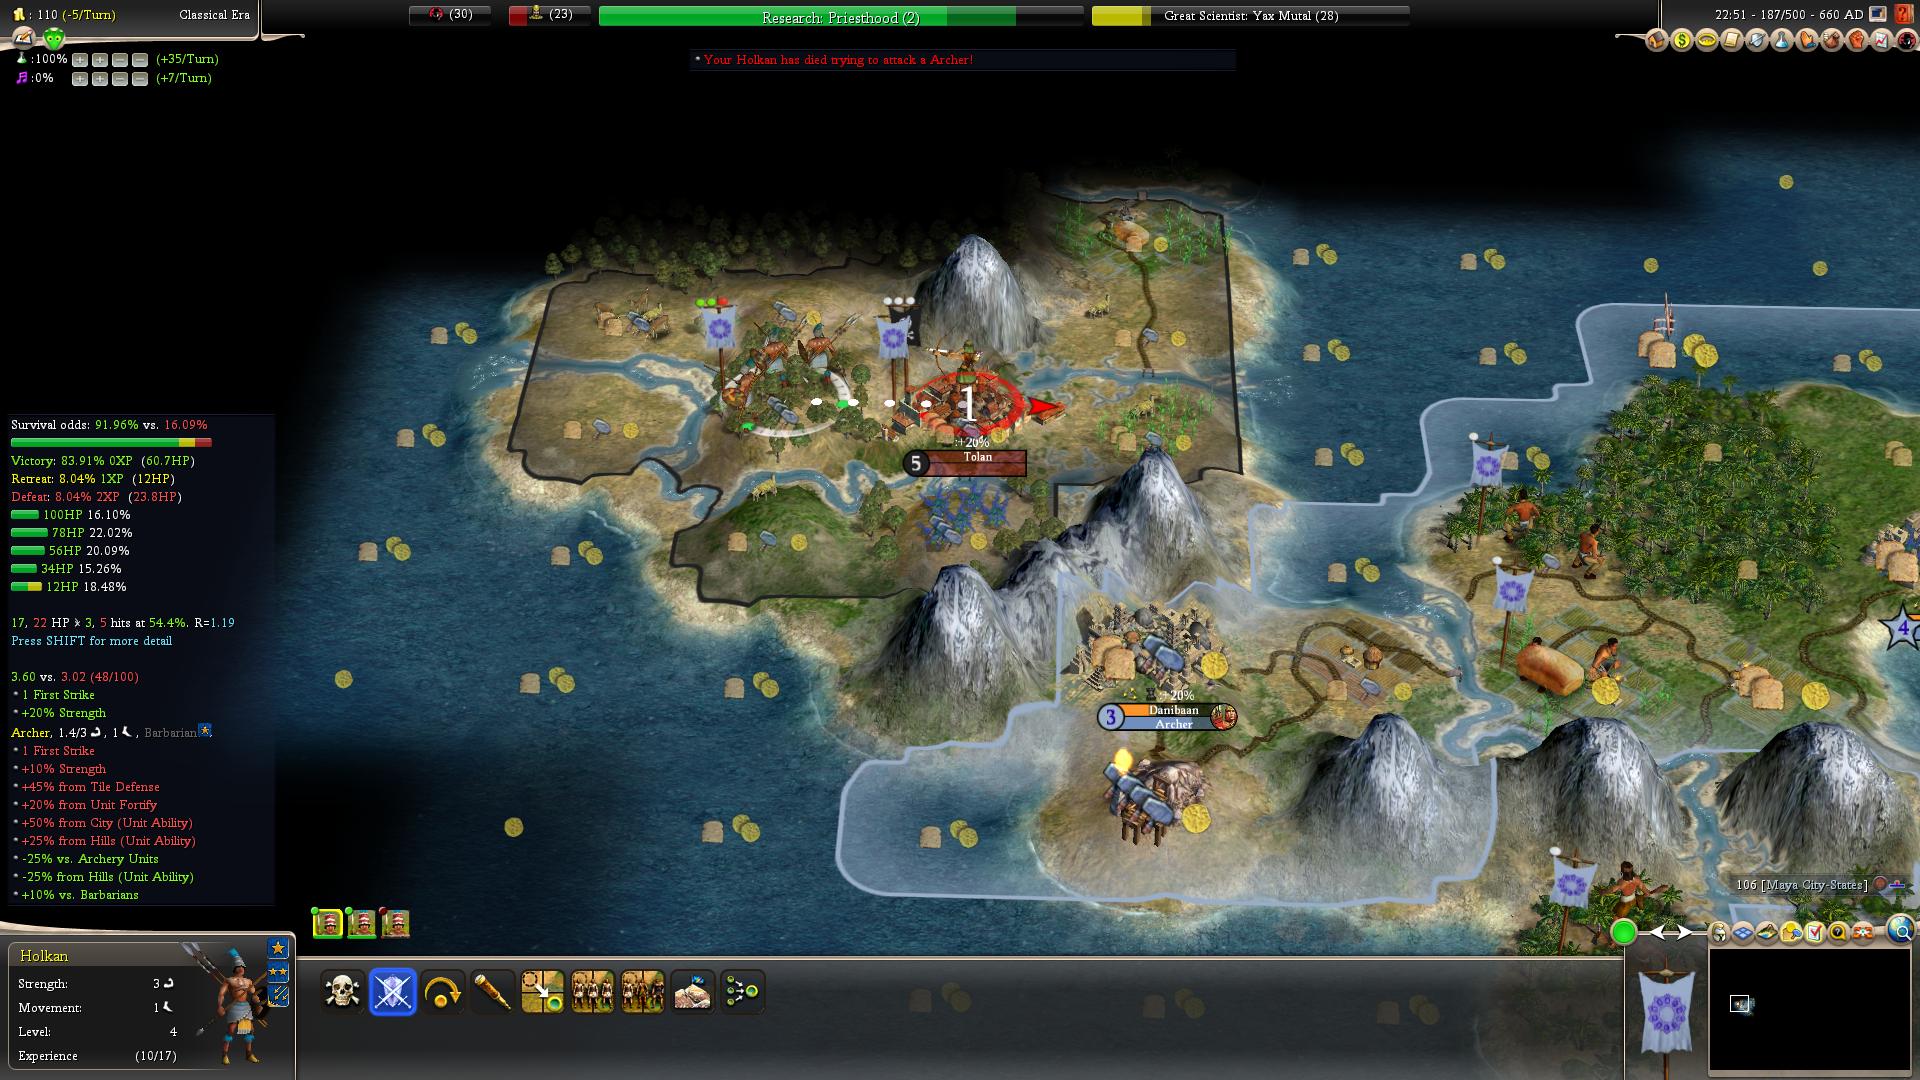 : 110 (-5/Turn)
Classical Era
(30)
(23)
Research: Priesthood (2)
Great Scientist: Yax Mutal (28)
22:51 - 187/500 - 660 AD
:100%
(+35/Turn)
:0%
(+7/Turn)
Your Holkan has died trying to attack a Archer!
1
:+20%
5
Tolan
:+20%
3
Danibaan
Archer
4
Survival odds: 91.96% vs. 16.09%
Victory: 83.91% 0XP (60.7HP)
Retreat: 8.04% 1XP (12HP)
Defeat: 8.04% 2XP (23.8HP)
100HP 16.10%
78HP 22.02%
56HP 20.09%
34HP 15.26%
12HP 18.48%
17, 22 HP 3, 5 hits at 54.4%. R=1.19
Press SHIFT for more detail
3.60 vs. 3.02 (48/100)
1 First Strike
+20% Strength
Archer, 1.4/3 , 1 , Barbarian
1 First Strike
+10% Strength
+45% from Tile Defense
+20% from Unit Fortify
+50% from City (Unit Ability)
+25% from Hills (Unit Ability)
-25% vs. Archery Units
-25% from Hills (Unit Ability)
+10% vs. Barbarians
106 [Maya City-States]
Holkan
Strength: 3
Movement: 1
Level: 4
Experience (10/17)